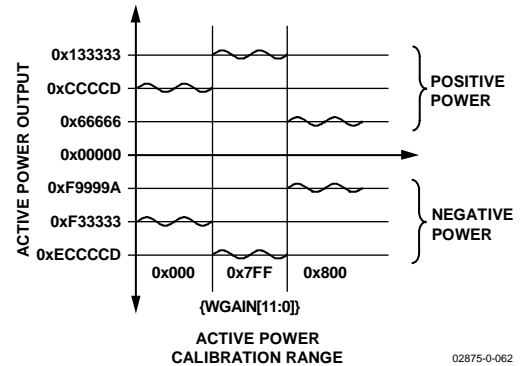 ACTIVE POWER OUTPUT
0x133333
0xCCCCD
0x66666
0x00000
0xF9999A
0xF33333
0xECCCCD
POSITIVE
POWER
NEGATIVE
POWER
0x000 0x7FF 0x800
{WGAIN[11:0]}
ACTIVE POWER
CALIBRATION RANGE
02875-0-062